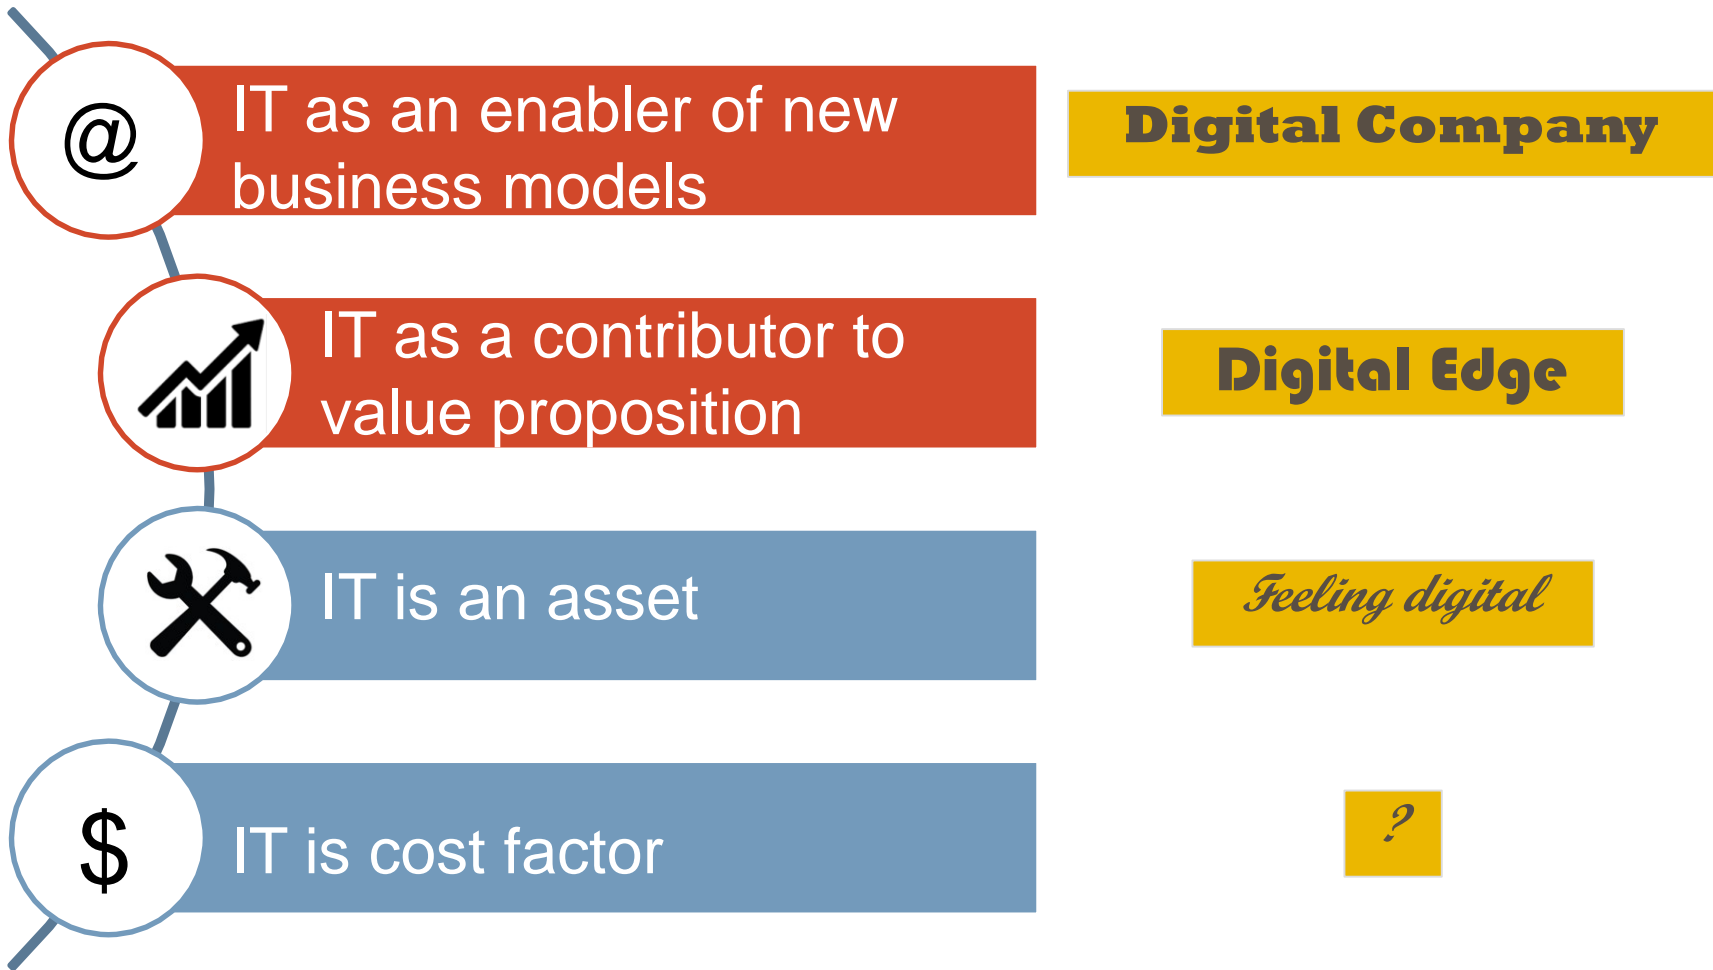 @
IT as an enabler of new
business models
Digital Company
IT as a contributor to
value proposition
Digital Edge
IT is an asset
Feeling digital
$
IT is cost factor
?